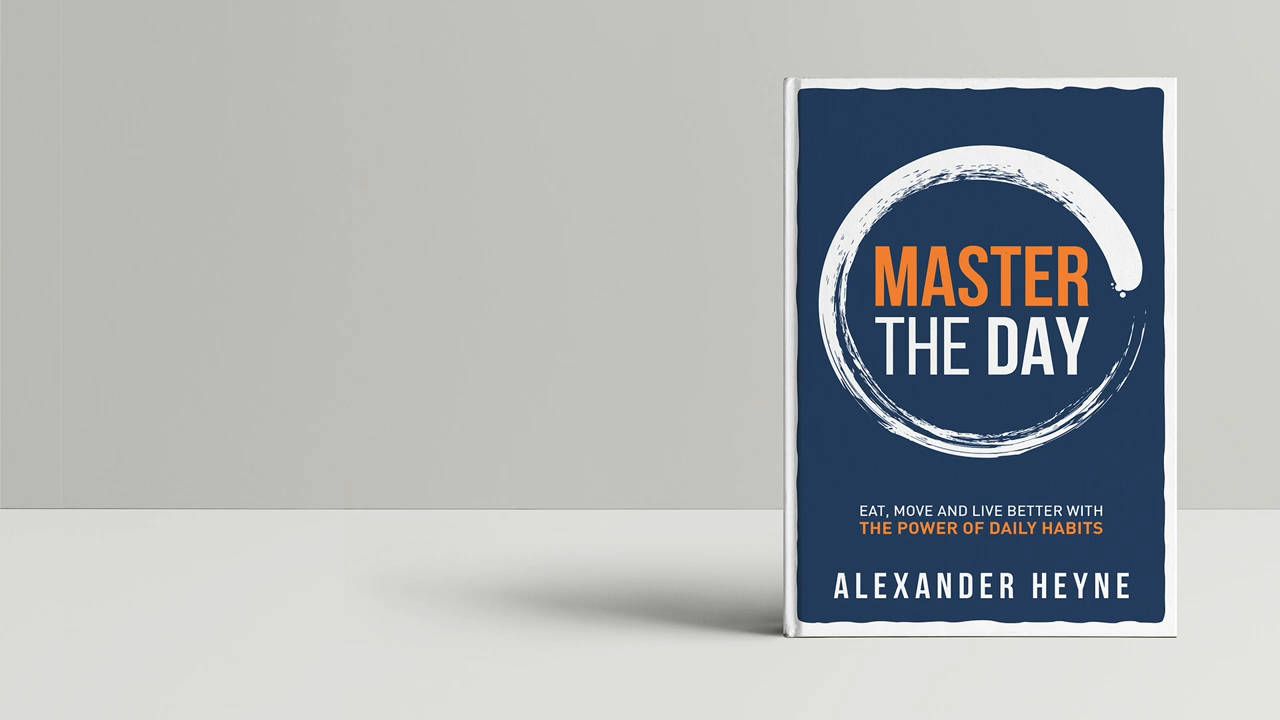 MASTER
THE DAY
EAT, MOVE AND LIVE BETTER WITH
THE POWER OF DAILY HABITS
ALEXANDER HEYNE